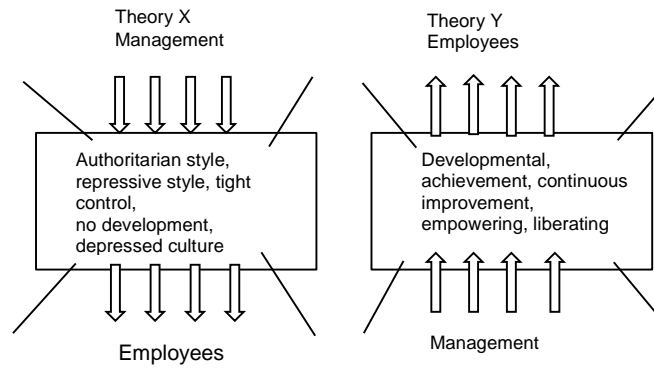 Theory X
Management
Authoritarian style,
repressive style, tight
control,
no development,
depressed culture
Employees
Theory Y
Employees
Developmental,
achievement, continuous
improvement,
empowering, liberating
Management